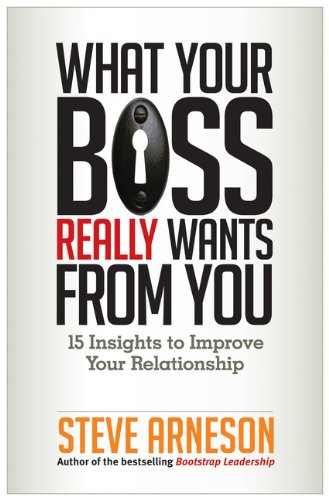 WHAT YOUR
BOSS
REALLY WANTS
FROM YOU
15 Insights to Improve
Your Relationship
STEVE ARNESON
Author of the bestselling Bootstrap Leadership